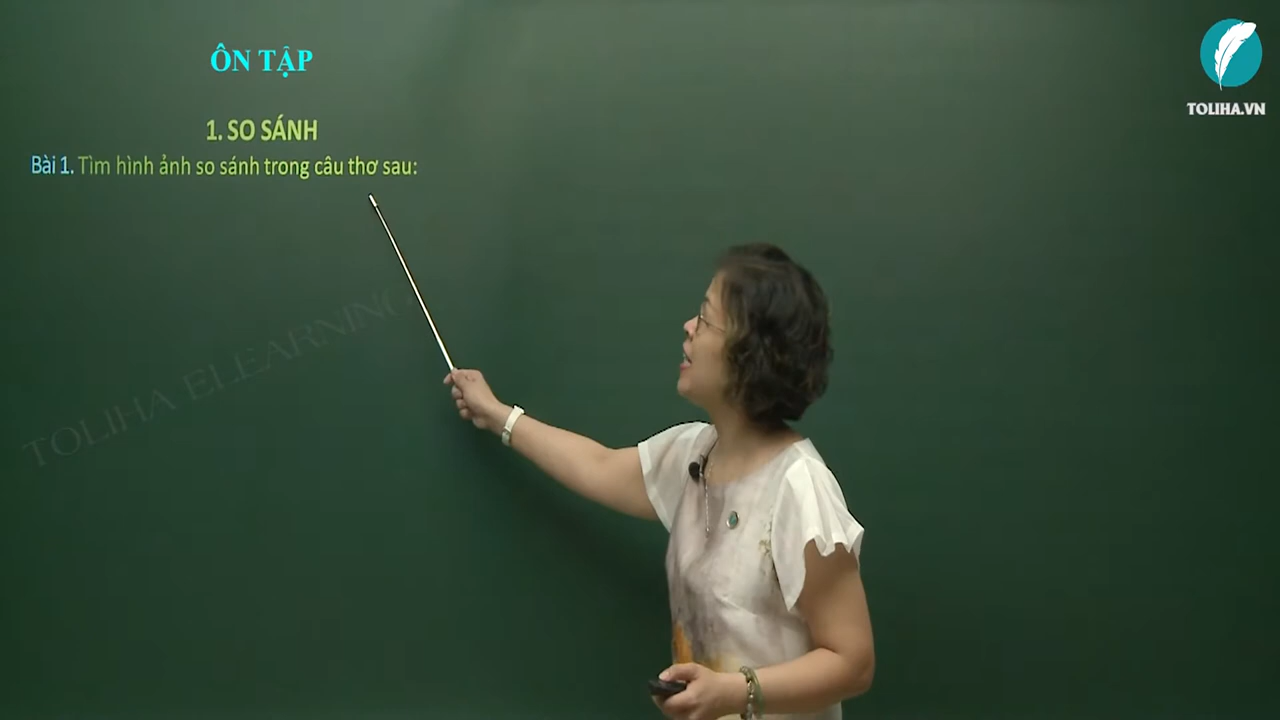 ÔN TẬP
TOLIHA.VN
1. SO SÁNH
Bài 1. Tìm hình ảnh so sánh trong câu thơ sau:
TOLIHA ELEARNING